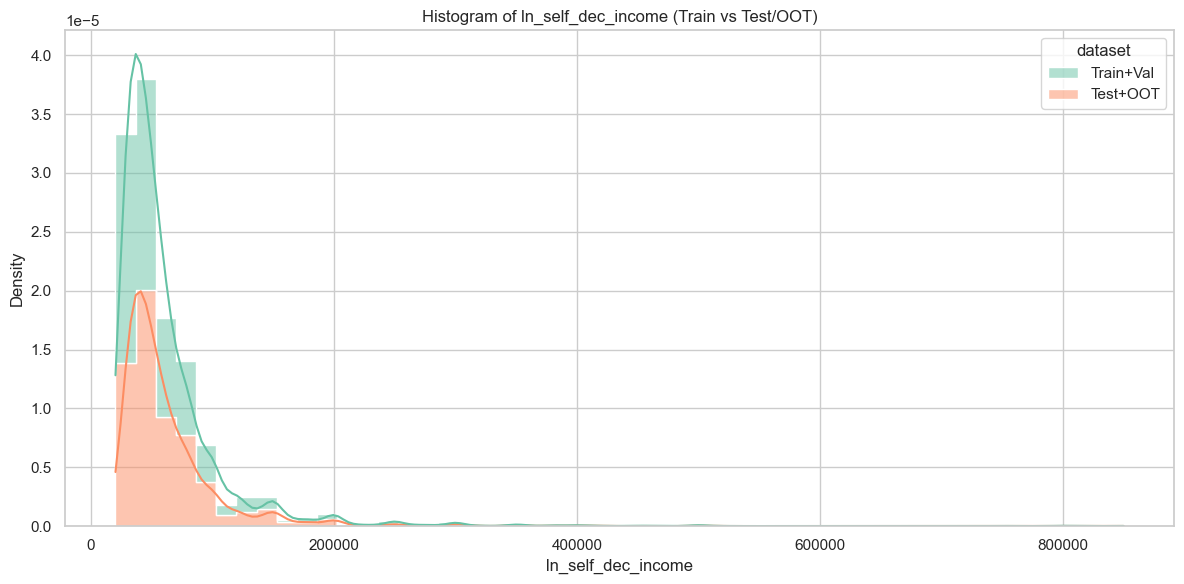 Histogram of ln_self_dec_income (Train vs Test/OOT)
1e−5
4.0
3.5
3.0
2.5
2.0
1.5
1.0
0.5
0.0
Density
dataset
Train+Val
Test+OOT
0
200000
400000
600000
800000
ln_self_dec_income